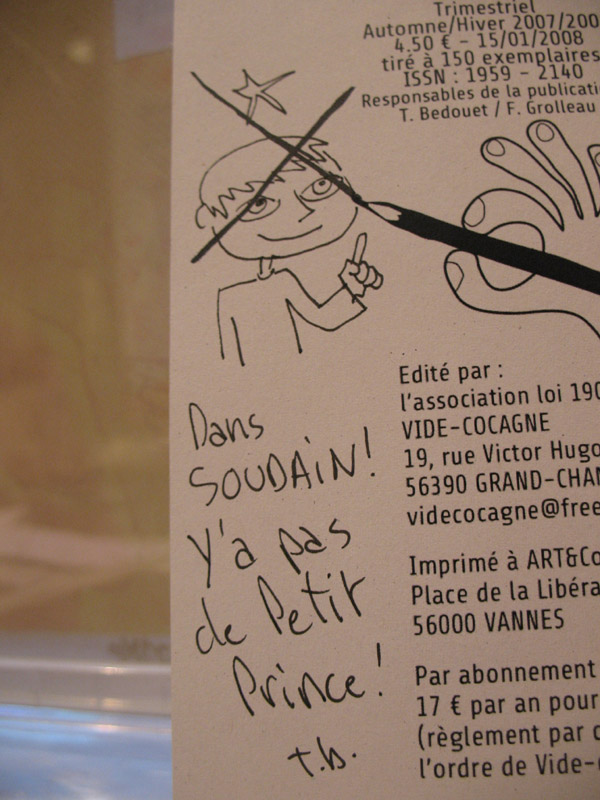 Trimestriel
Automne/Hiver 2007/200
4.50 € - 15/01/2008
tiré à 150 exemplaires
ISSN : 1959 - 2140
Responsables de la publicati
T. Bedouet / F. Grolleau
Dans
SOUDAIN!
Y'a pas
de Petit
Prince!
t.b.
Edité par :
l'association loi 190
VIDE-COCAGNE
19, rue Victor Hugo
56390 GRAND-CHAM
videcocagne@free
Imprimé à ART&Co
Place de la Libéra
56000 VANNES
Par abonnement
17 € par an pour
(règlement par c
l'ordre de Vide-